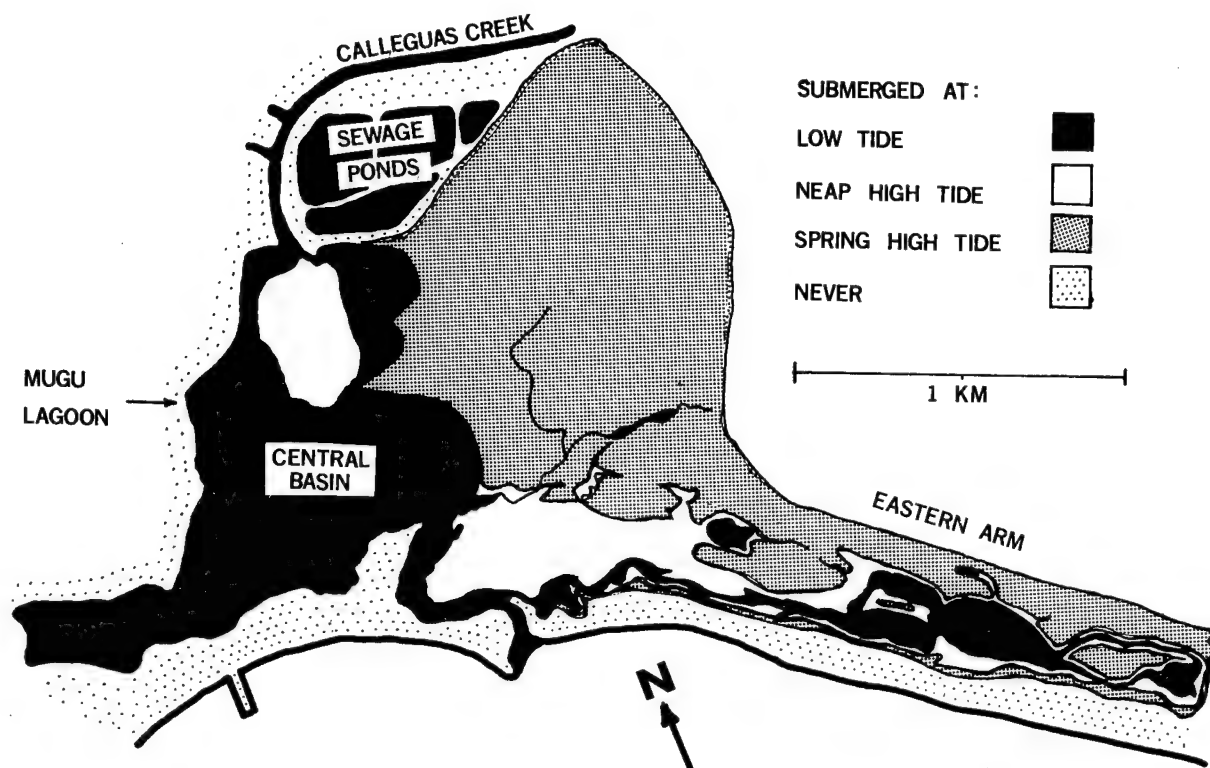 CALLEGUAS CREEK
SEWAGE
PONDS
SUBMERGED AT:
LOW TIDE
NEAP HIGH TIDE
SPRING HIGH TIDE
NEVER
1 KM
MUGU
LAGOON
CENTRAL
BASIN
EASTERN ARM
N